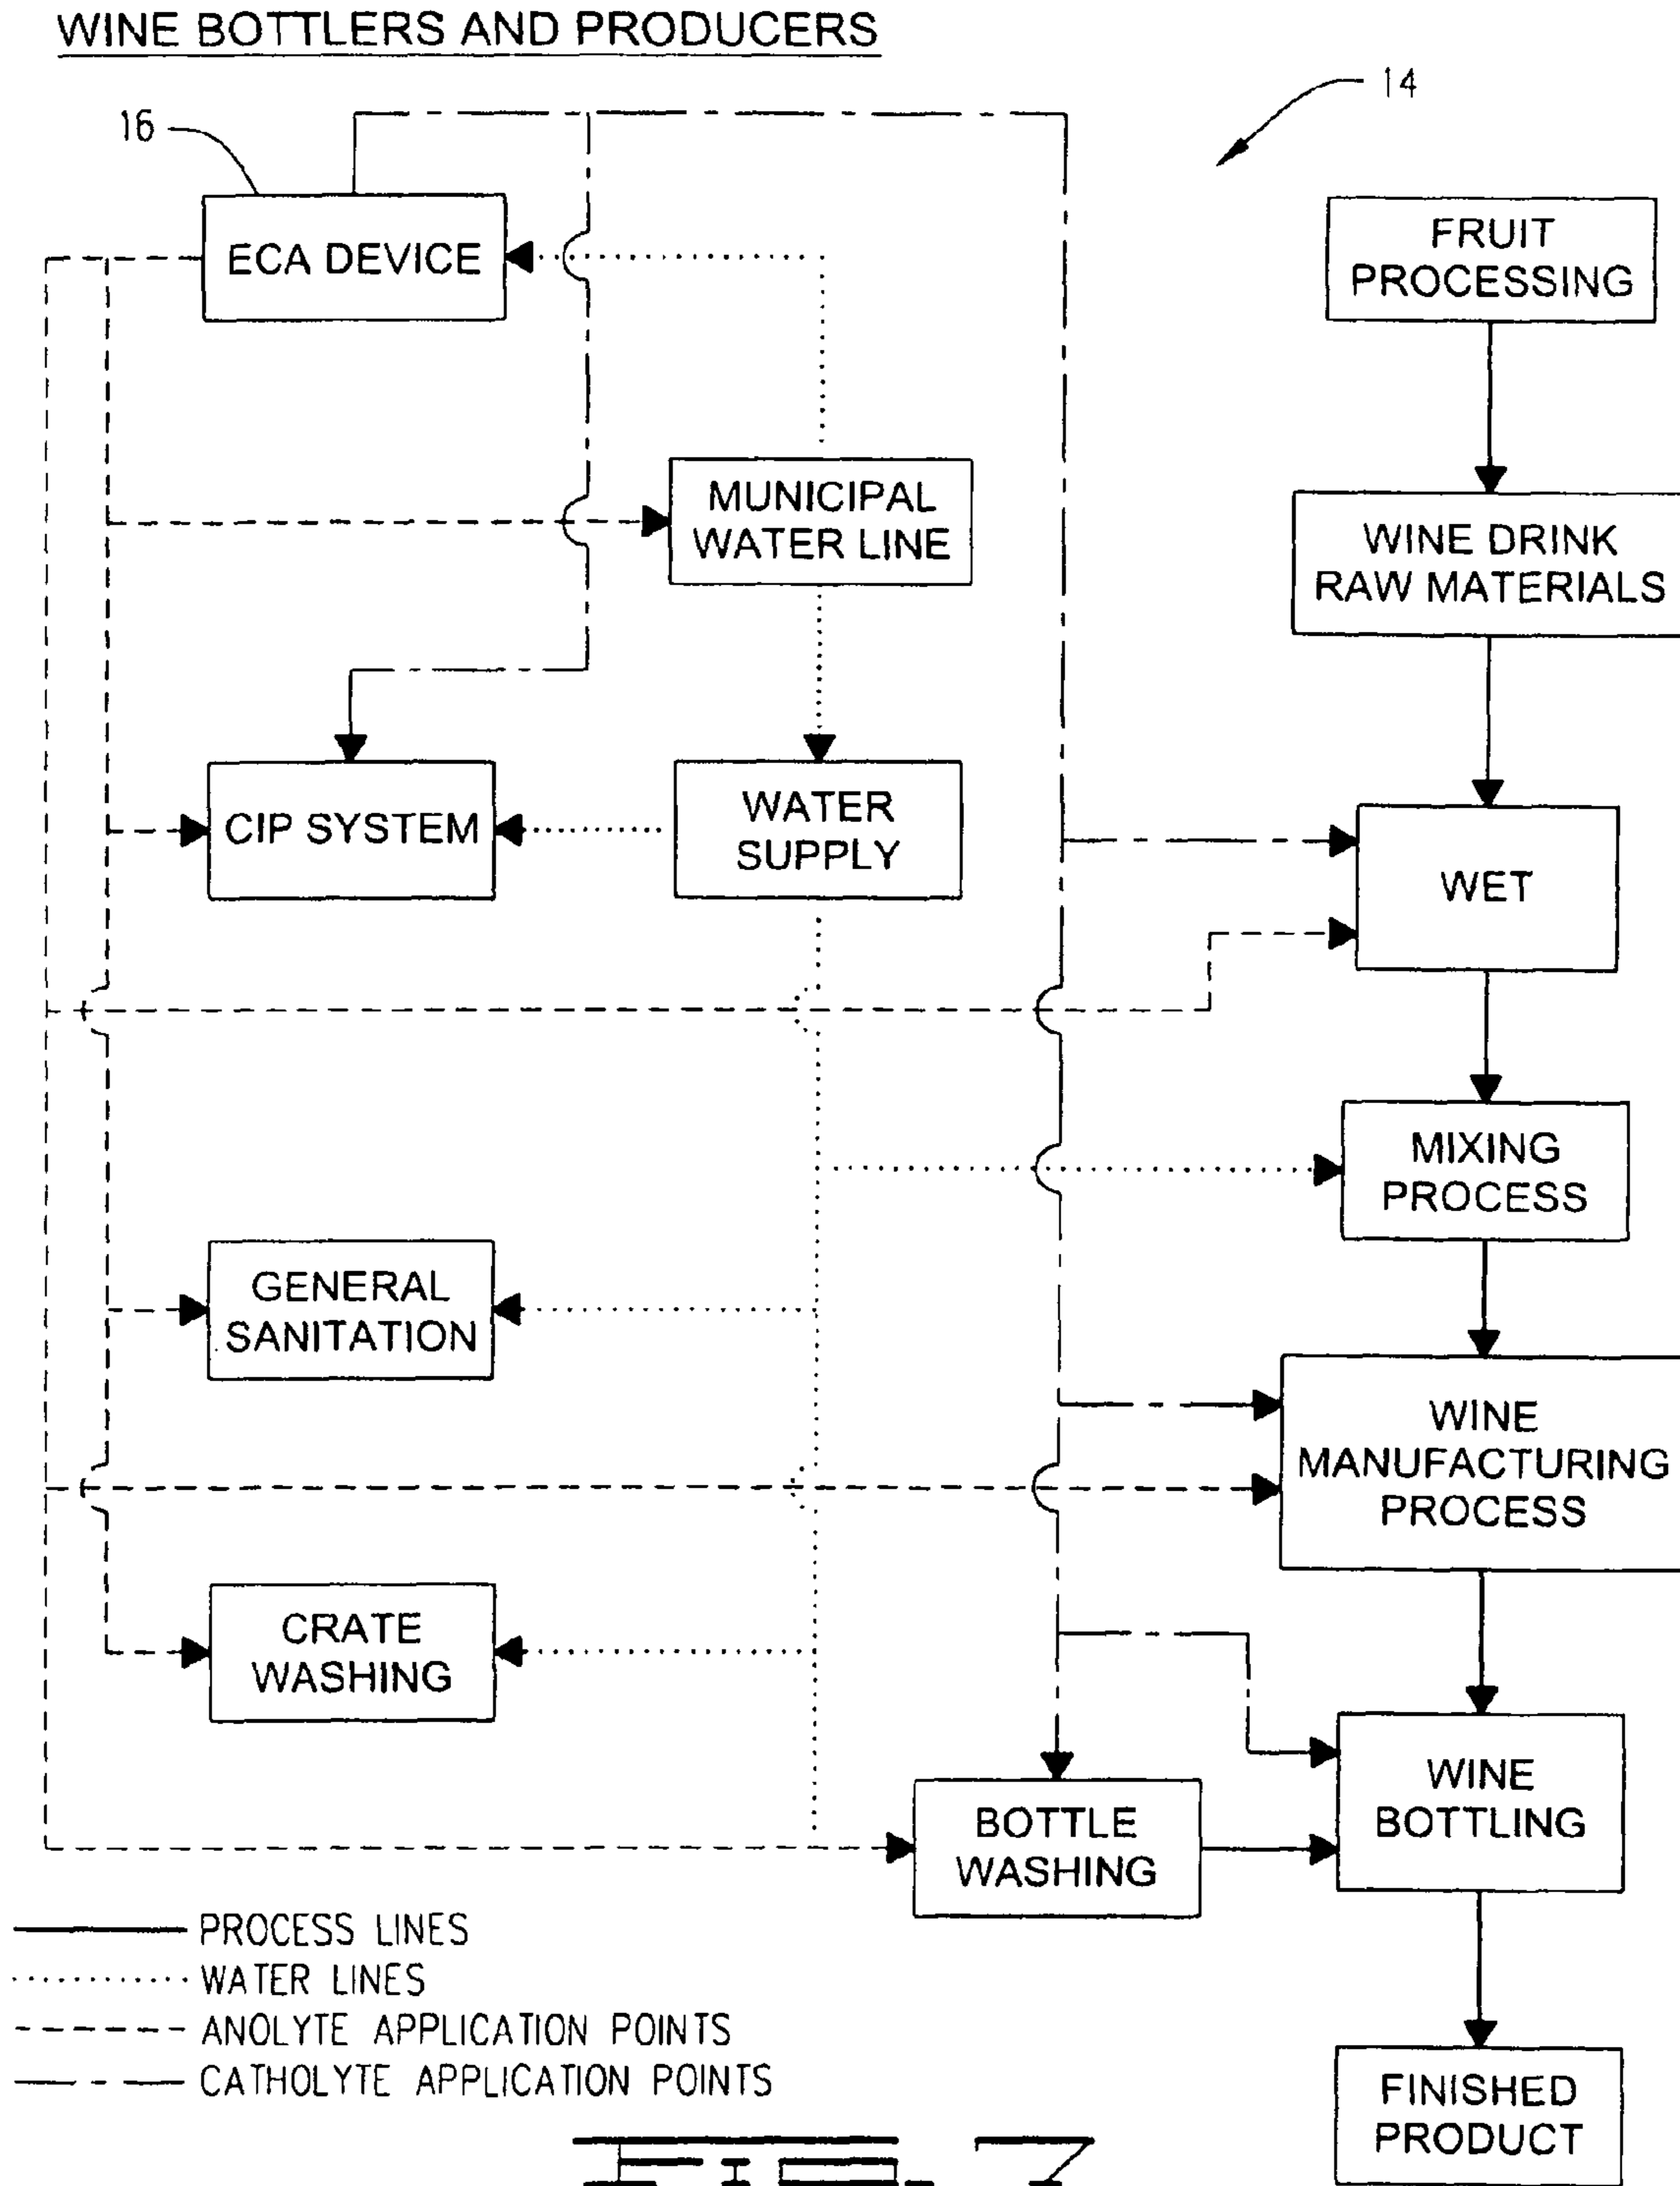 WINE BOTTLERS AND PRODUCERS
14
16
ECA DEVICE
FRUIT
PROCESSING
MUNICIPAL
WATER LINE
WINE DRINK
RAW MATERIALS
CIP SYSTEM
WATER
SUPPLY
WET
MIXING
PROCESS
GENERAL
SANITATION
WINE
MANUFACTURING
PROCESS
CRATE
WASHING
WINE
BOTTLING
BOTTLE
WASHING
PROCESS LINES
WATER LINES
ANOLYTE APPLICATION POINTS
CATHOLYTE APPLICATION POINTS
FINISHED
PRODUCT